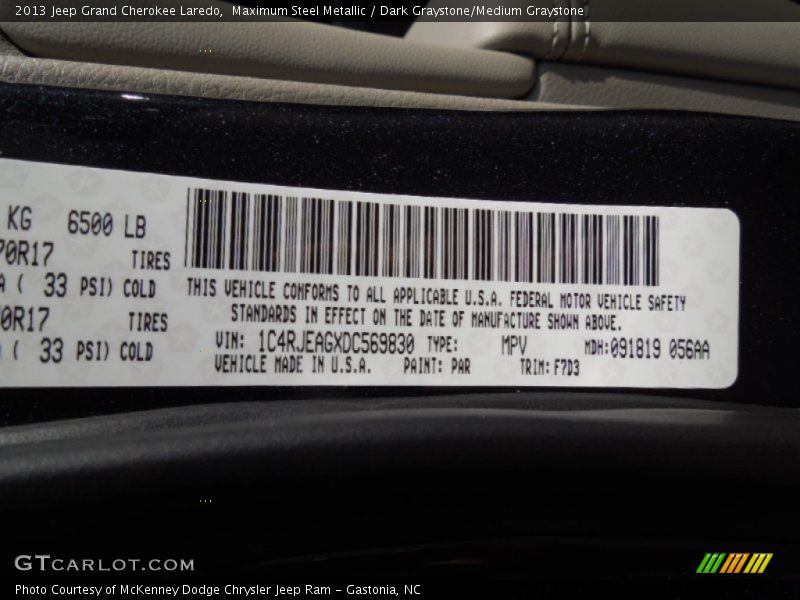 2013 Jeep Grand Cherokee Laredo,  Maximum Steel Metallic / Dark Graystone/Medium Graystone
KG 6500 LB
70R17 TIRES
( 33 PSI) COLD
0R17 TIRES
( 33 PSI) COLD
THIS VEHICLE CONFORMS TO ALL APPLICABLE U.S.A. FEDERAL MOTOR VEHICLE SAFETY
STANDARDS IN EFFECT ON THE DATE OF MANUFACTURE SHOWN ABOVE.
VIN: 1C4RJEAGXDC569830 TYPE: MPV MDH:091819 056AA
VEHICLE MADE IN U.S.A. PAINT: PAR TRIM: F7D3
GTCARLOT.COM
Photo Courtesy of McKenney Dodge Chrysler Jeep Ram - Gastonia, NC